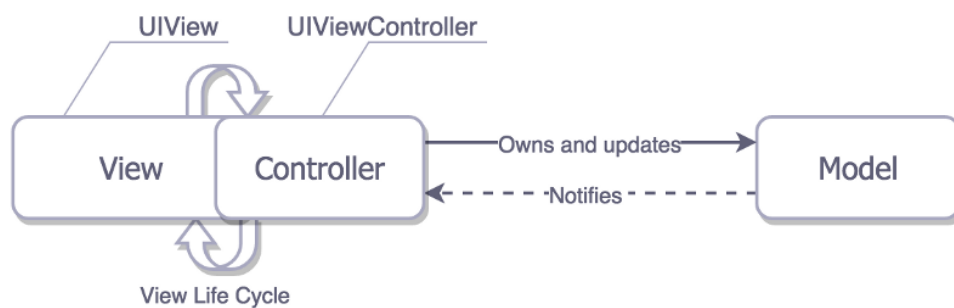 UIView
UIViewController
View
Controller
Owns and updates
Notifies
Model
View Life Cycle